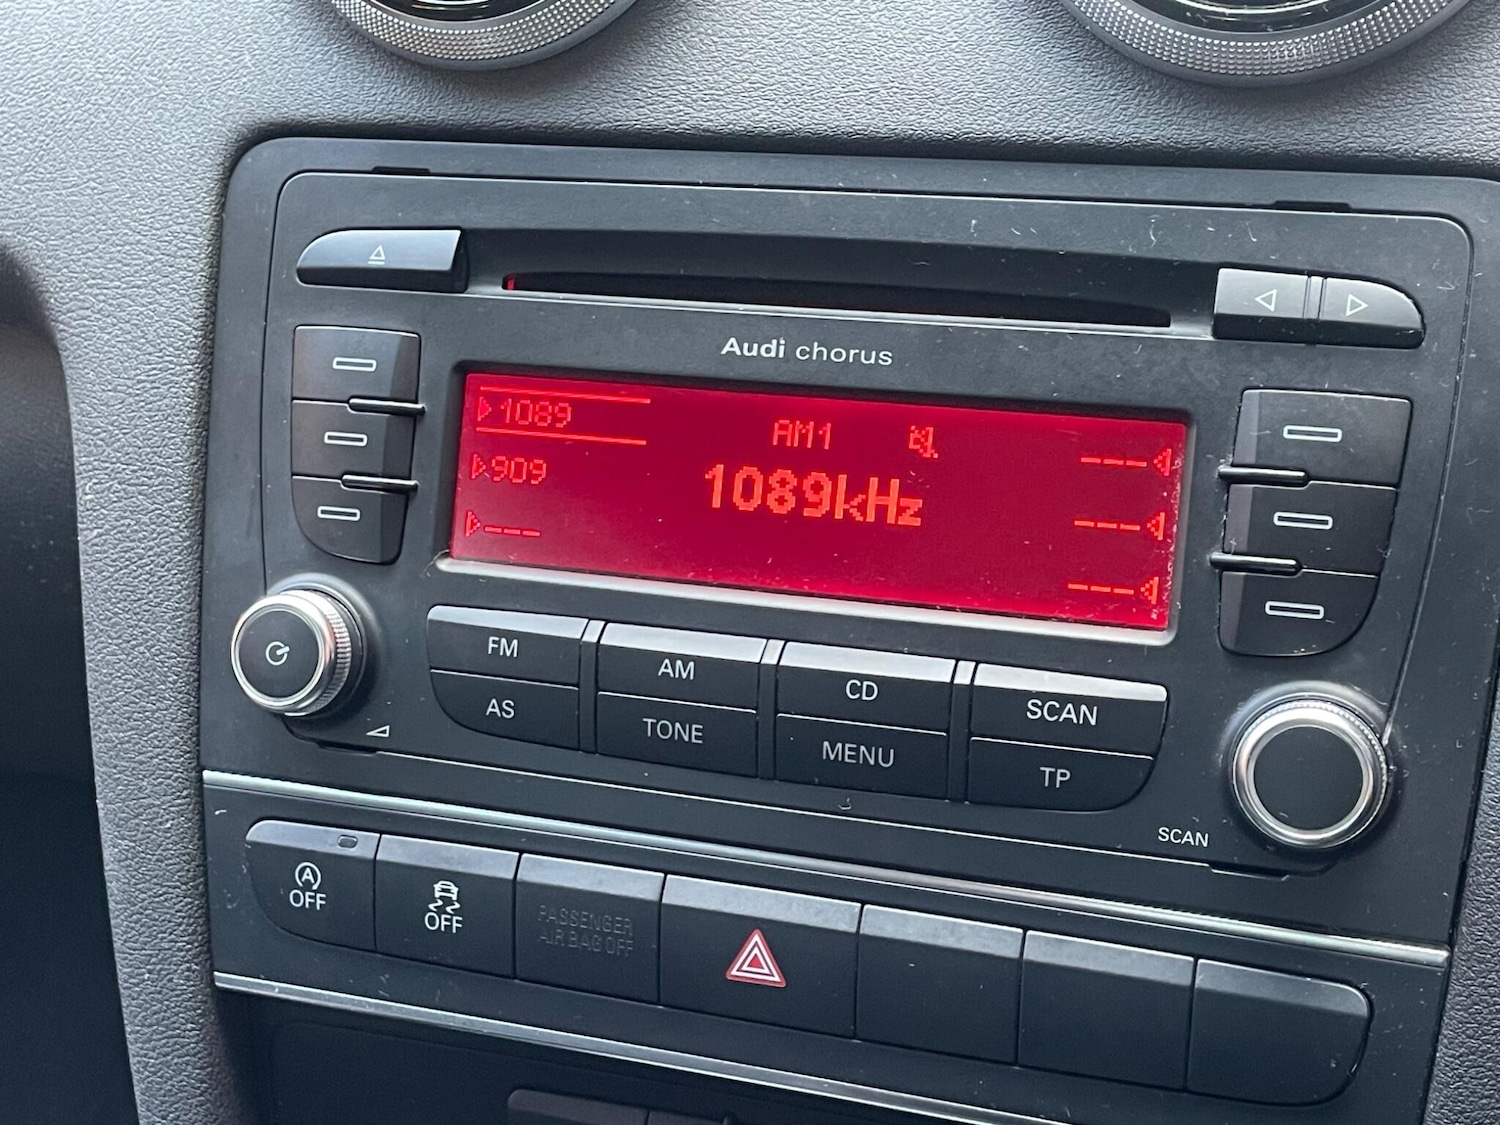 Audi chorus
1089
AM1
909
1089kHz
---
---
---
---
FM
AM
CD
SCAN
AS
TONE
MENU
TP
SCAN
A
OFF
OFF
PASSENGER
AIR BAG OFF